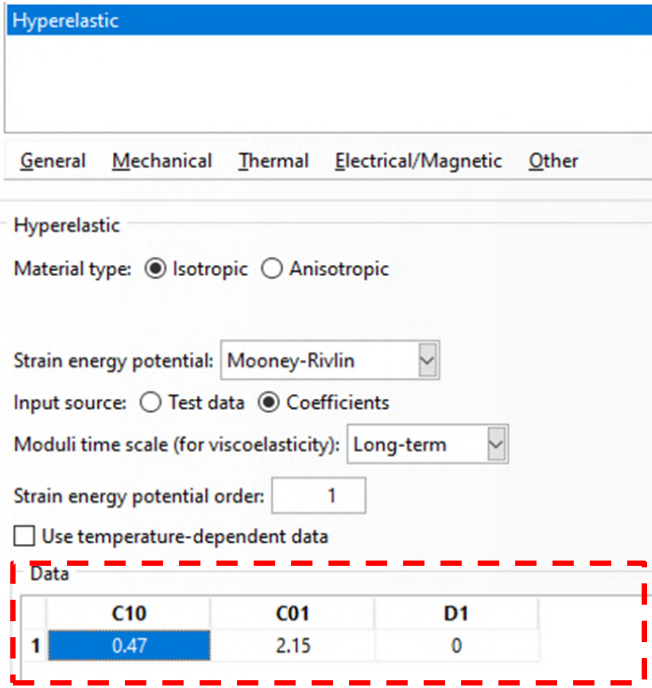 Hyperelastic
General Mechanical Thermal Electrical/Magnetic Other
Hyperelastic
Material type: Isotropic Anisotropic
Strain energy potential: Mooney-Rivlin
Input source: Test data Coefficients
Moduli time scale (for viscoelasticity): Long-term
Strain energy potential order: 1
Use temperature-dependent data
Data
C10 C01 D1
1 0.47 2.15 0